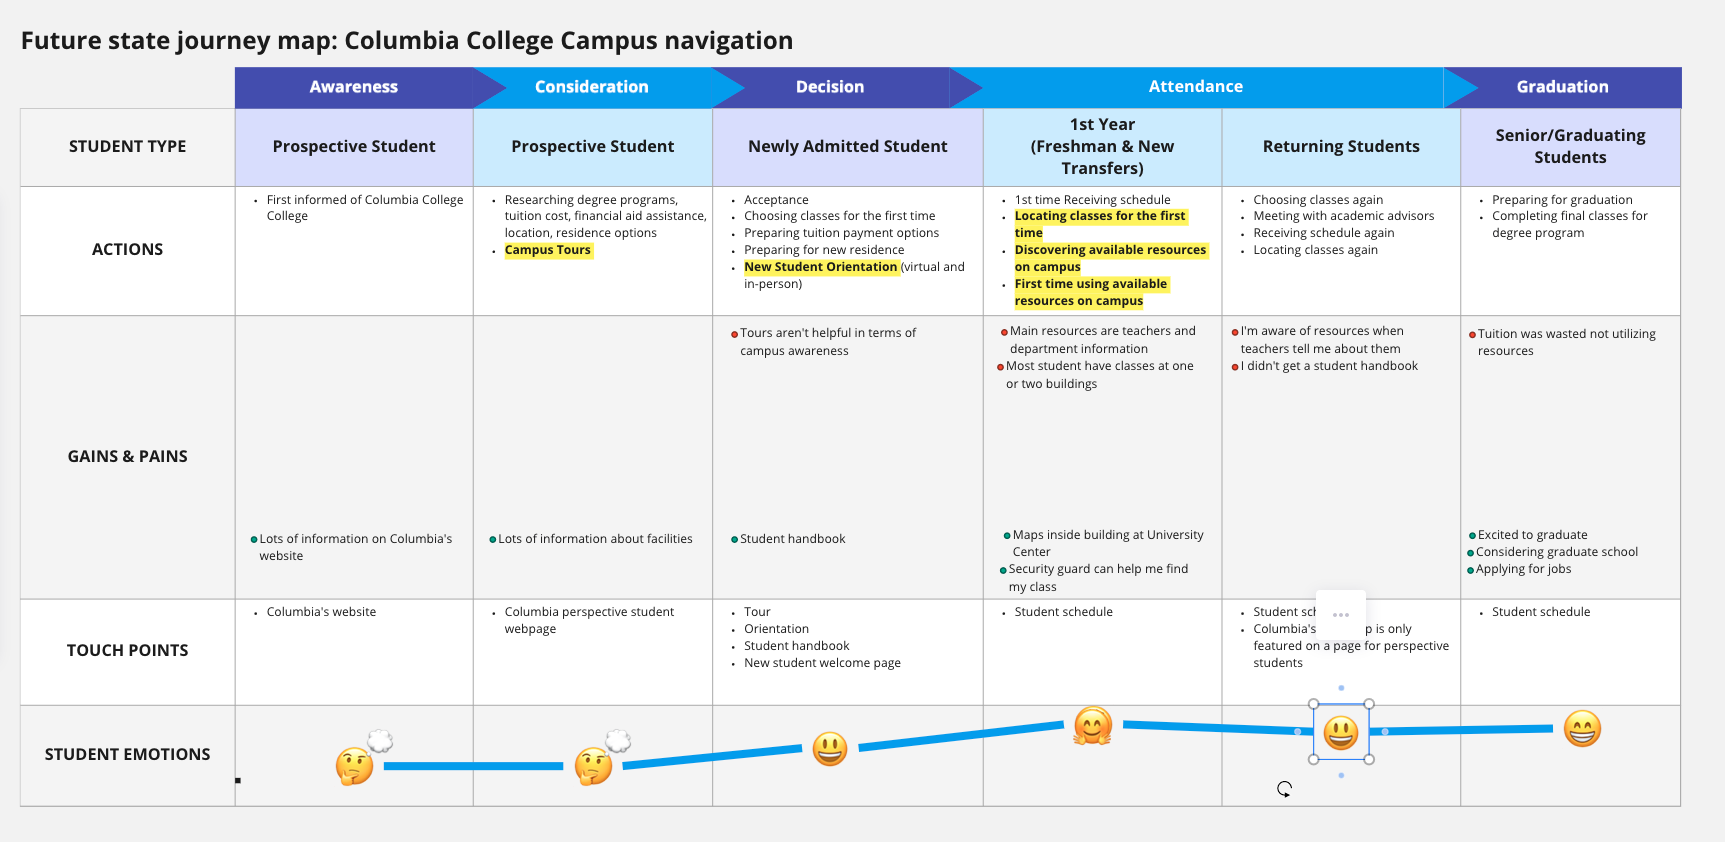 Future state journey map: Columbia College Campus navigation
Awareness
Consideration
Decision
Attendance
Graduation
STUDENT TYPE
Prospective Student
Prospective Student
Newly Admitted Student
1st Year
(Freshman & New
Transfers)
Returning Students
Senior/Graduating
Students
ACTIONS
• First informed of Columbia College
College
• Researching degree programs,
tuition cost, financial aid assistance,
location, residence options
• Campus Tours
• Acceptance
• Choosing classes for the first time
• Preparing tuition payment options
• Preparing for new residence
• New Student Orientation (virtual and
in-person)
• 1st time Receiving schedule
• Locating classes for the first
time
• Discovering available resources
on campus
• First time using available
resources on campus
• Choosing classes again
• Meeting with academic advisors
• Receiving schedule again
• Locating classes again
• Preparing for graduation
• Completing final classes for
degree program
GAINS & PAINS
Lots of information on Columbia's
website
Lots of information about facilities
Tours aren't helpful in terms of
campus awareness
Student handbook
Main resources are teachers and
department information
Most student have classes at one
or two buildings
Maps inside building at University
Center
Security guard can help me find
my class
I'm aware of resources when
teachers tell me about them
I didn't get a student handbook
Tuition was wasted not utilizing
resources
Excited to graduate
Considering graduate school
Applying for jobs
TOUCH POINTS
• Columbia's website
• Columbia perspective student
webpage
• Tour
• Orientation
• Student handbook
• New student welcome page
• Student schedule
• Student
• Columbia's is only
featured on a page for perspective
students
• Student schedule
STUDENT EMOTIONS